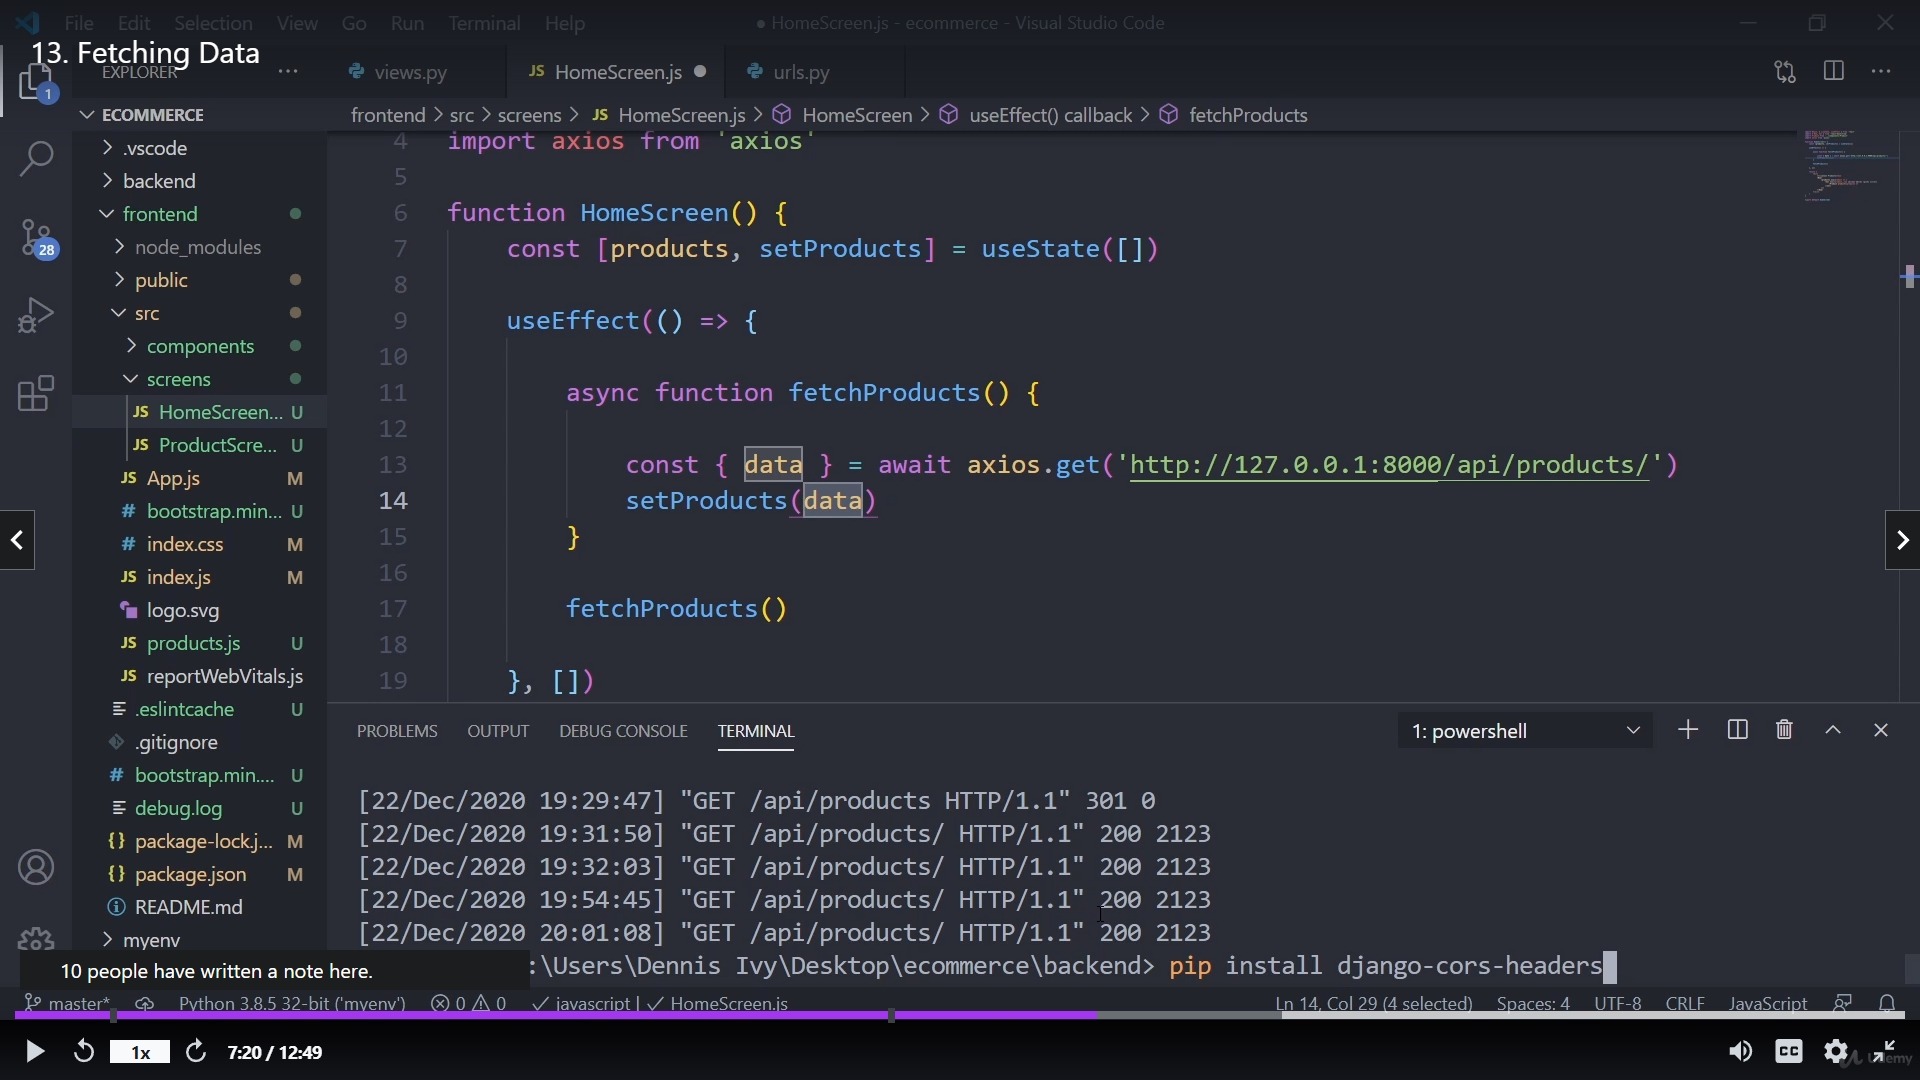 File Edit Selection View Go Run Terminal Help
● HomeScreen.js - ecommerce - Visual Studio Code
13. Fetching Data
EXPLORER
views.py
JS HomeScreen.js
urls.py
1
28
ECOMMERCE
.vscode
backend
frontend
node_modules
public
src
components
screens
JS HomeScreen... U
JS ProductScre... U
JS App.js M
# bootstrap.min... U
# index.css M
JS index.js M
logo.svg
JS products.js U
JS reportWebVitals.js
.eslintcache U
.gitignore
# bootstrap.min.... U
debug.log U
{} package-lock.j... M
{} package.json M
README.md
myenv
frontend > src > screens > JS HomeScreen.js > HomeScreen > useEffect() callback > fetchProducts
4 import axios from 'axios'
5
6 function HomeScreen() {
7 const [products, setProducts] = useState([])
8
9 useEffect(() => {
10
11 async function fetchProducts() {
12
13 const { data } = await axios.get('http://127.0.0.1:8000/api/products/')
14 setProducts(data)
15 }
16
17 fetchProducts()
18
19 }, [])
PROBLEMS OUTPUT DEBUG CONSOLE TERMINAL
1: powershell
[22/Dec/2020 19:29:47] "GET /api/products HTTP/1.1" 301 0
[22/Dec/2020 19:31:50] "GET /api/products/ HTTP/1.1" 200 2123
[22/Dec/2020 19:32:03] "GET /api/products/ HTTP/1.1" 200 2123
[22/Dec/2020 19:54:45] "GET /api/products/ HTTP/1.1" 200 2123
[22/Dec/2020 20:01:08] "GET /api/products/ HTTP/1.1" 200 2123
:\Users\Dennis Ivy\Desktop\ecommerce\backend> pip install django-cors-headers
10 people have written a note here.
master* Python 3.8.5 32-bit ('myenv') 0 0 javascript | HomeScreen.js
Ln 14, Col 29 (4 selected) Spaces: 4 UTF-8 CRLF JavaScript
1x
7:20 / 12:49
CC
Udemy